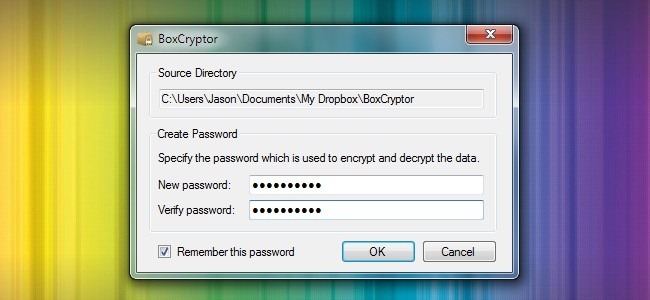 BoxCryptor
Source Directory
C:\Users\Jason\Documents\My Dropbox\BoxCryptor
Create Password
Specify the password which is used to encrypt and decrypt the data.
New password: ●●●●●●●●●●
Verify password: ●●●●●●●●●●
Remember this password OK Cancel